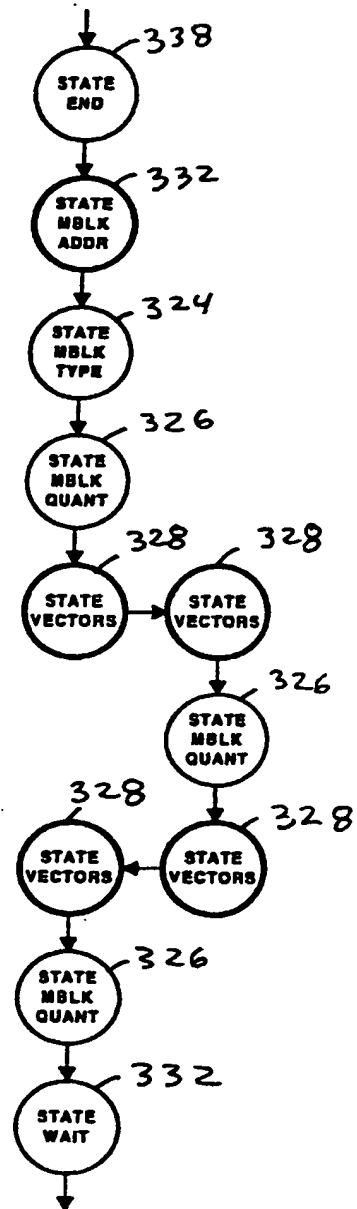 338
STATE
END
332
STATE
MBLK
ADDR
324
STATE
MBLK
TYPE
326
STATE
MBLK
QUANT
328
STATE
VECTORS
328
STATE
VECTORS
326
STATE
MBLK
QUANT
328
STATE
VECTORS
328
STATE
VECTORS
326
STATE
MBLK
QUANT
332
STATE
WAIT